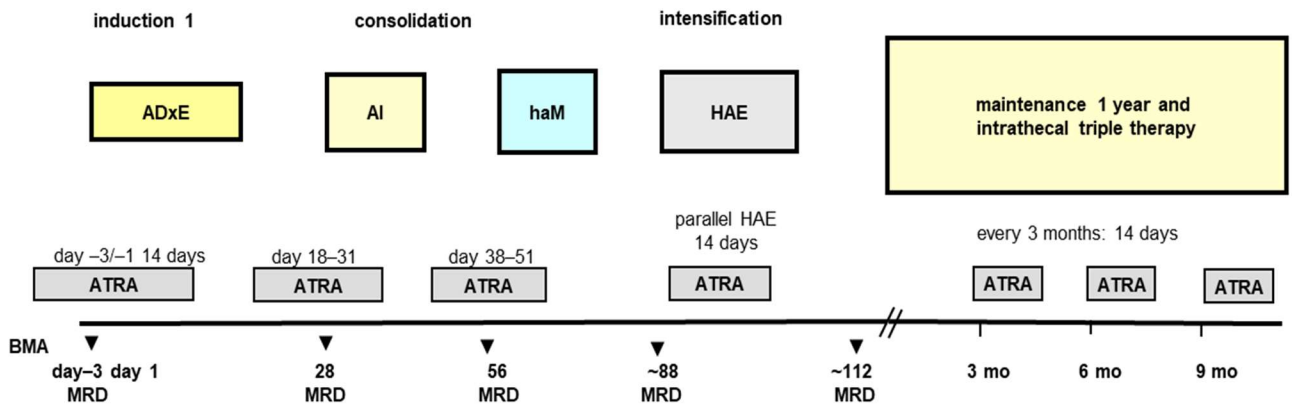 induction 1
consolidation
intensification
ADxE
AI
haM
HAE
maintenance 1 year and
intrathecal triple therapy
day –3/–1 14 days
day 18–31
day 38–51
parallel HAE
14 days
every 3 months: 14 days
ATRA
ATRA
ATRA
ATRA
ATRA
ATRA
ATRA
BMA
day–3 day 1
28
56
~88
~112
3 mo
6 mo
9 mo
MRD
MRD
MRD
MRD
MRD